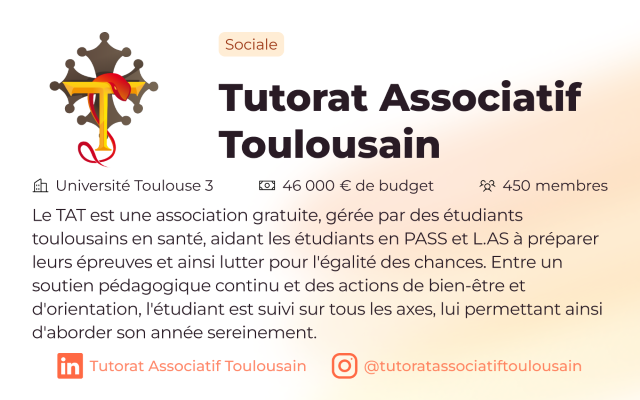 Sociale
Tutorat Associatif
Toulousain
Université Toulouse 3
46 000 € de budget
450 membres
Le TAT est une association gratuite, gérée par des étudiants
toulousains en santé, aidant les étudiants en PASS et L.AS à préparer
leurs épreuves et ainsi lutter pour l'égalité des chances. Entre un
soutien pédagogique continu et des actions de bien-être et
d'orientation, l'étudiant est suivi sur tous les axes, lui permettant ainsi
d'aborder son année sereinement.
Tutorat Associatif Toulousain
@tutoratassociatiftoulousain